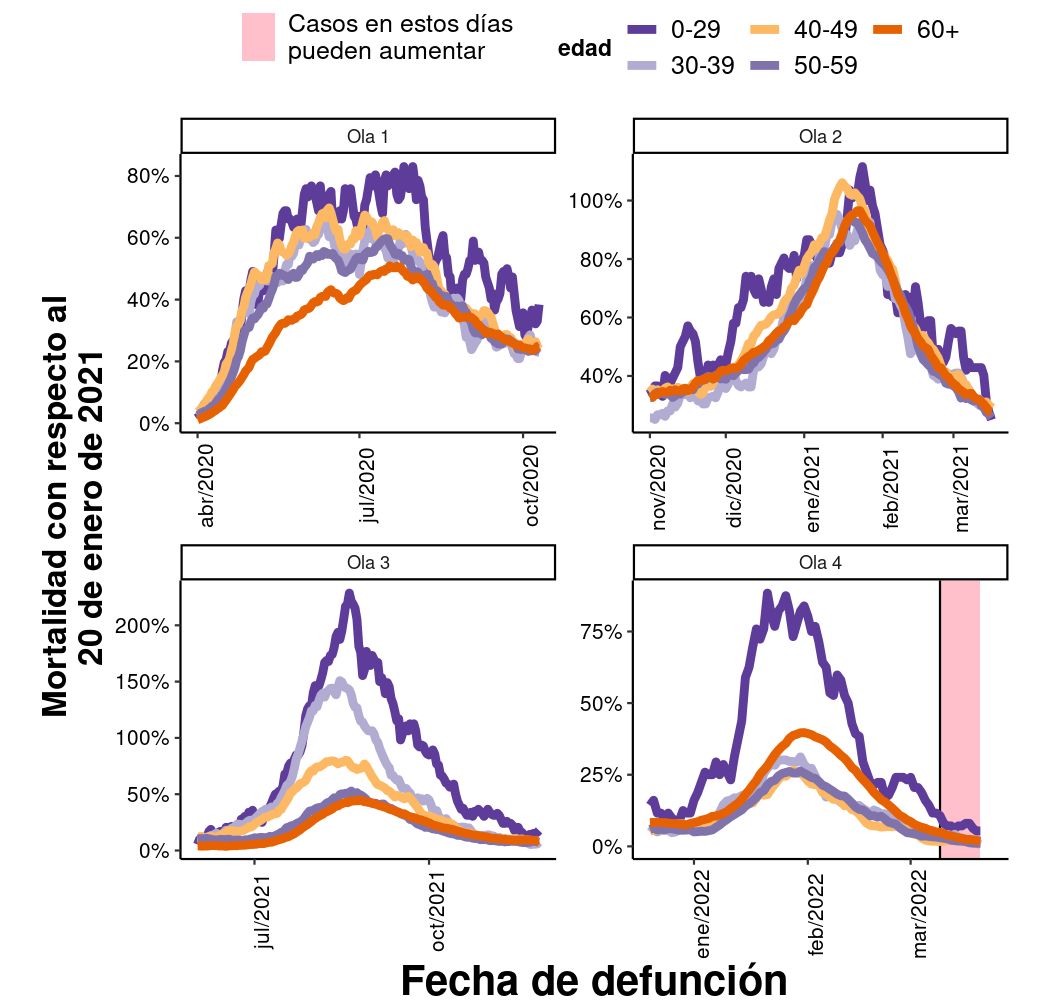 Casos en estos días
pueden aumentar
edad
0-29
40-49
60+
30-39
50-59
Mortalidad con respecto al
20 de enero de 2021
Ola 1
80%
60%
40%
20%
0%
abr/2020
jul/2020
oct/2020
Ola 2
100%
80%
60%
40%
nov/2020
dic/2020
ene/2021
feb/2021
mar/2021
Ola 3
200%
150%
100%
50%
0%
jul/2021
oct/2021
Ola 4
75%
50%
25%
0%
ene/2022
feb/2022
mar/2022
Fecha de defunción